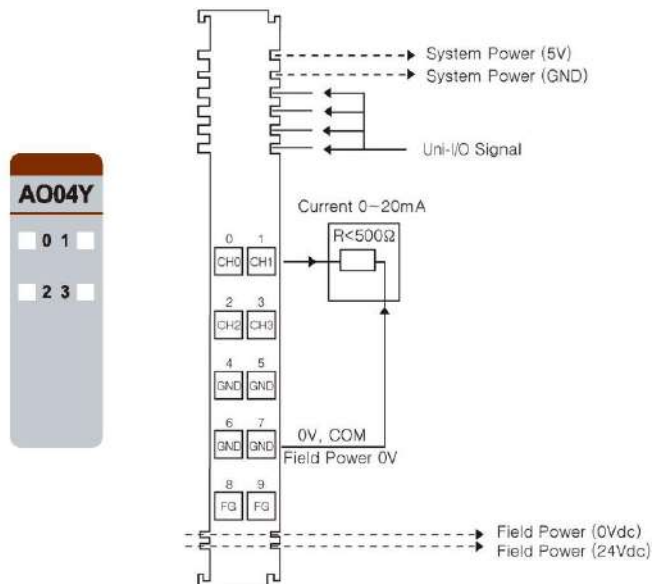 System Power (5V)
System Power (GND)
Uni-I/O Signal
AO04Y
0 1
2 3
Current 0~20mA
R<500Ω
0 1
CH0 CH1
2 3
CH2 CH3
4 5
GND GND
6 7
GND GND
0V, COM
Field Power 0V
8 9
FG FG
Field Power (0Vdc)
Field Power (24Vdc)